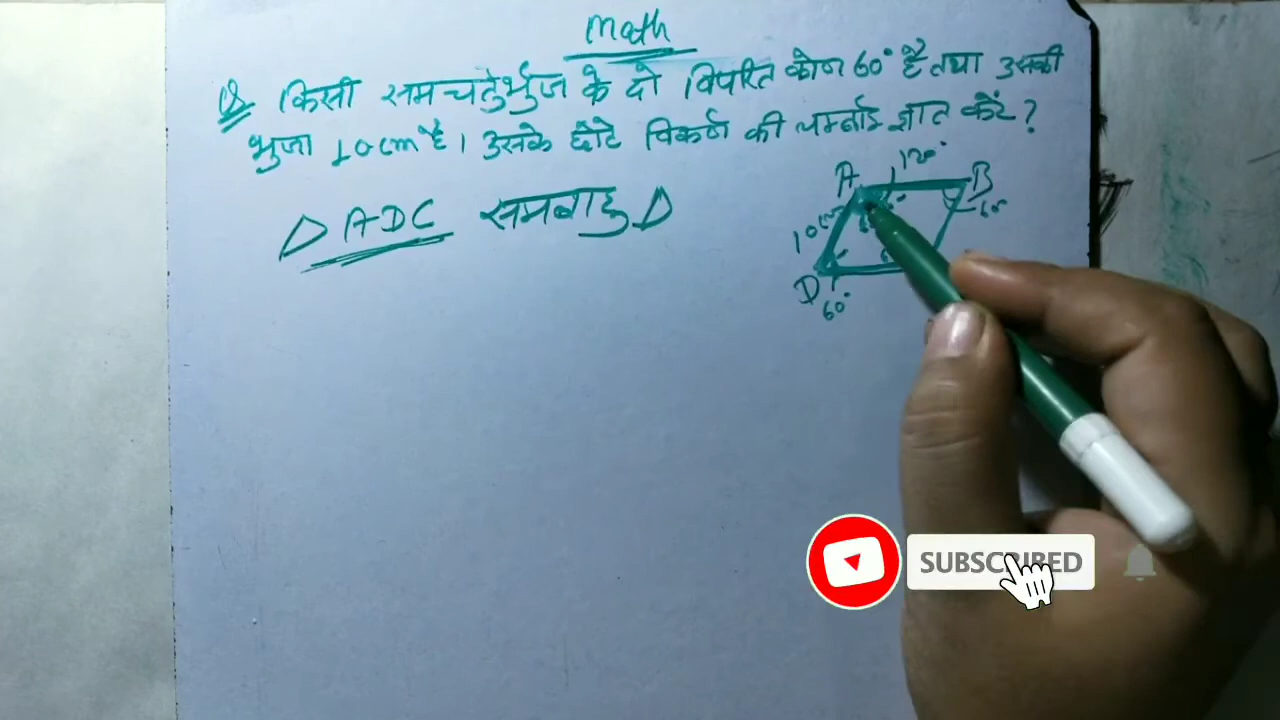 Math
Q किसी समचतुर्भुज के दो विपरित कोण 60° है तथा उसकी
भुजा 10cm है। उसके छोटे विकर्ण की लम्बाई ज्ञात करें?
120°
A B
60°
10cm
D
60°
△ ADC समबाहु △
SUBSCRIBED